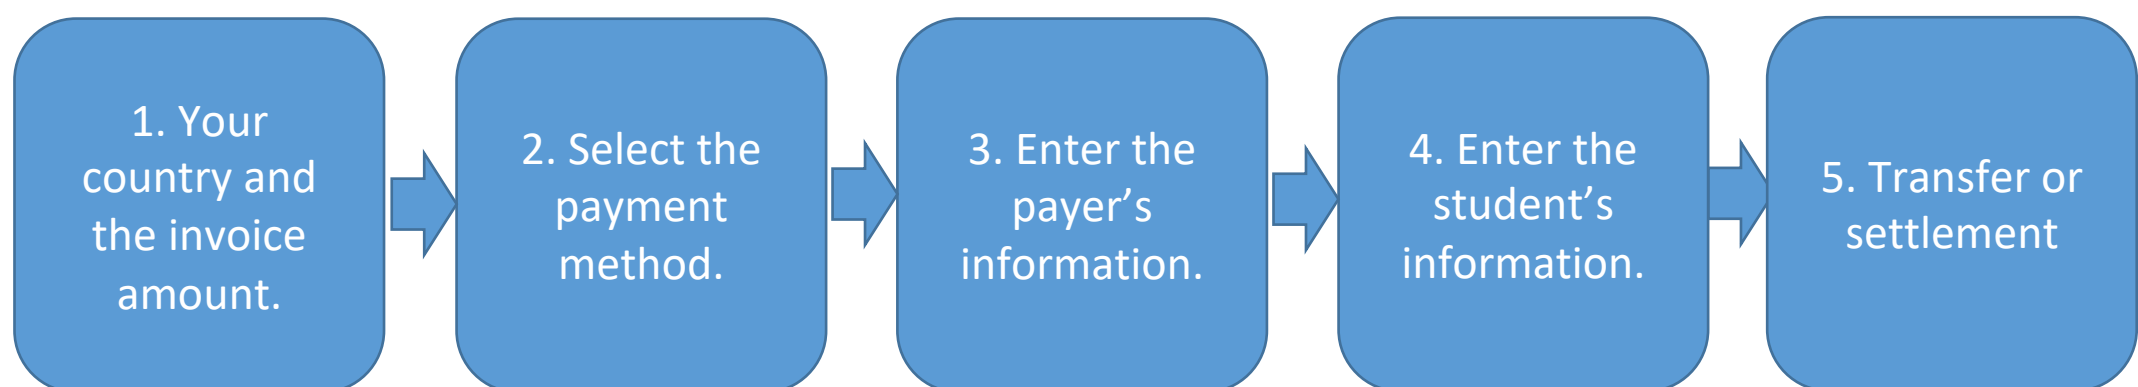 1. Your
country and
the invoice
amount.
2. Select the
payment
method.
3. Enter the
payer’s
information.
4. Enter the
student’s
information.
5. Transfer or
settlement